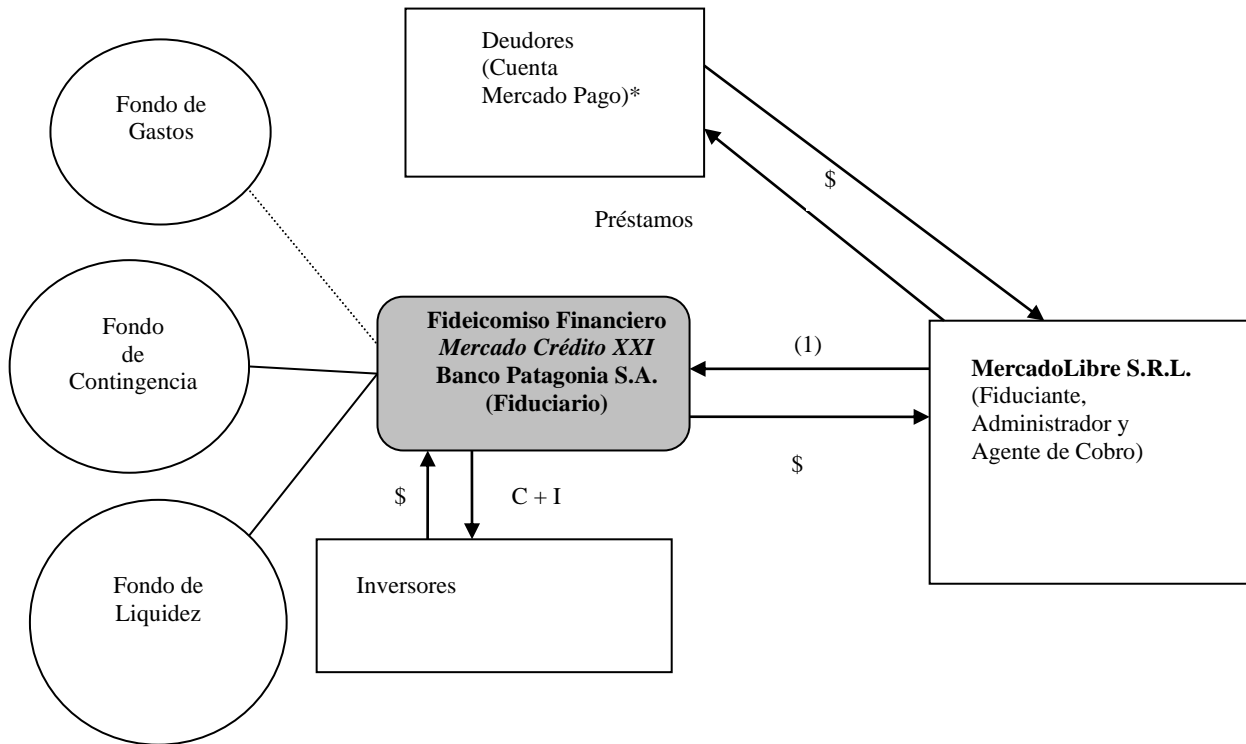 Deudores
(Cuenta
Mercado Pago)*
Fondo de
Gastos
$
Préstamos
Fondo
de
Contingencia
Fideicomiso Financiero
Mercado Crédito XXI
Banco Patagonia S.A.
(Fiduciario)
(1)
MercadoLibre S.R.L.
(Fiduciante,
Administrador y
Agente de Cobro)
$
$
C + I
Fondo de
Liquidez
Inversores